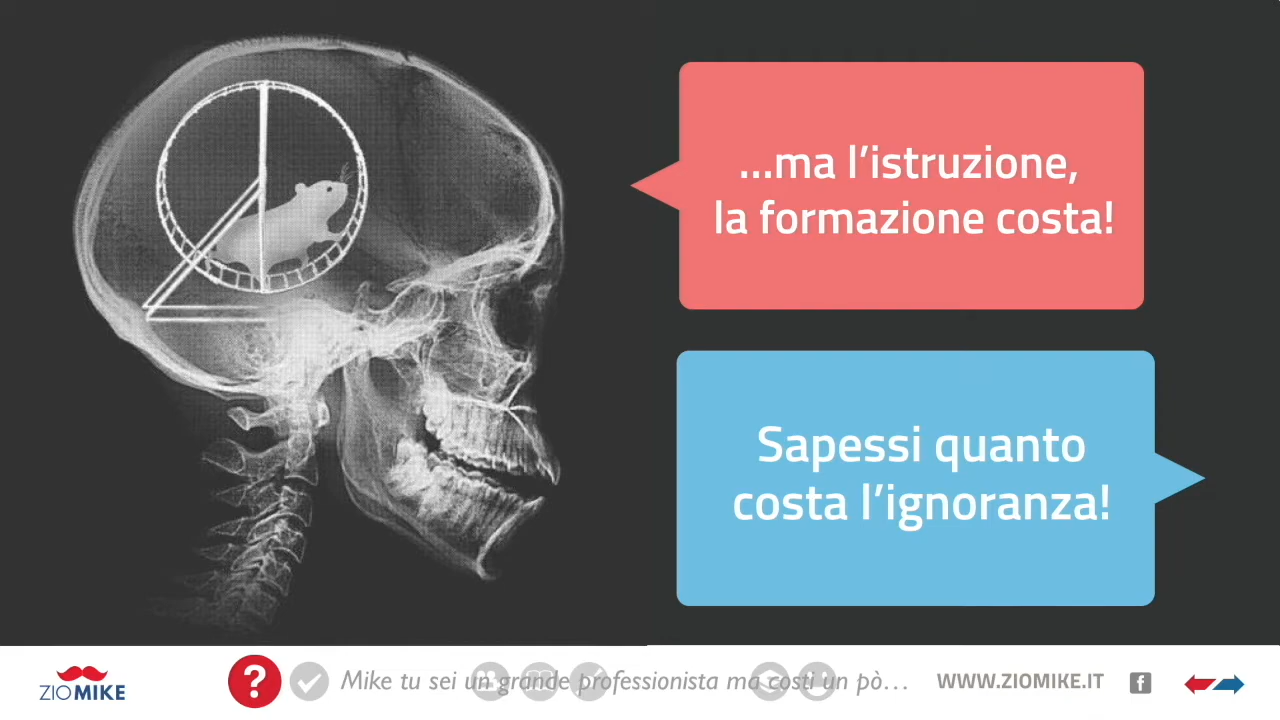 ...ma l'istruzione,
la formazione costa!
Sapessi quanto
costa l'ignoranza!
ZIOMIKE
?
Mike tu sei un grande professionista ma costi un pò...
WWW.ZIOMIKE.IT
f